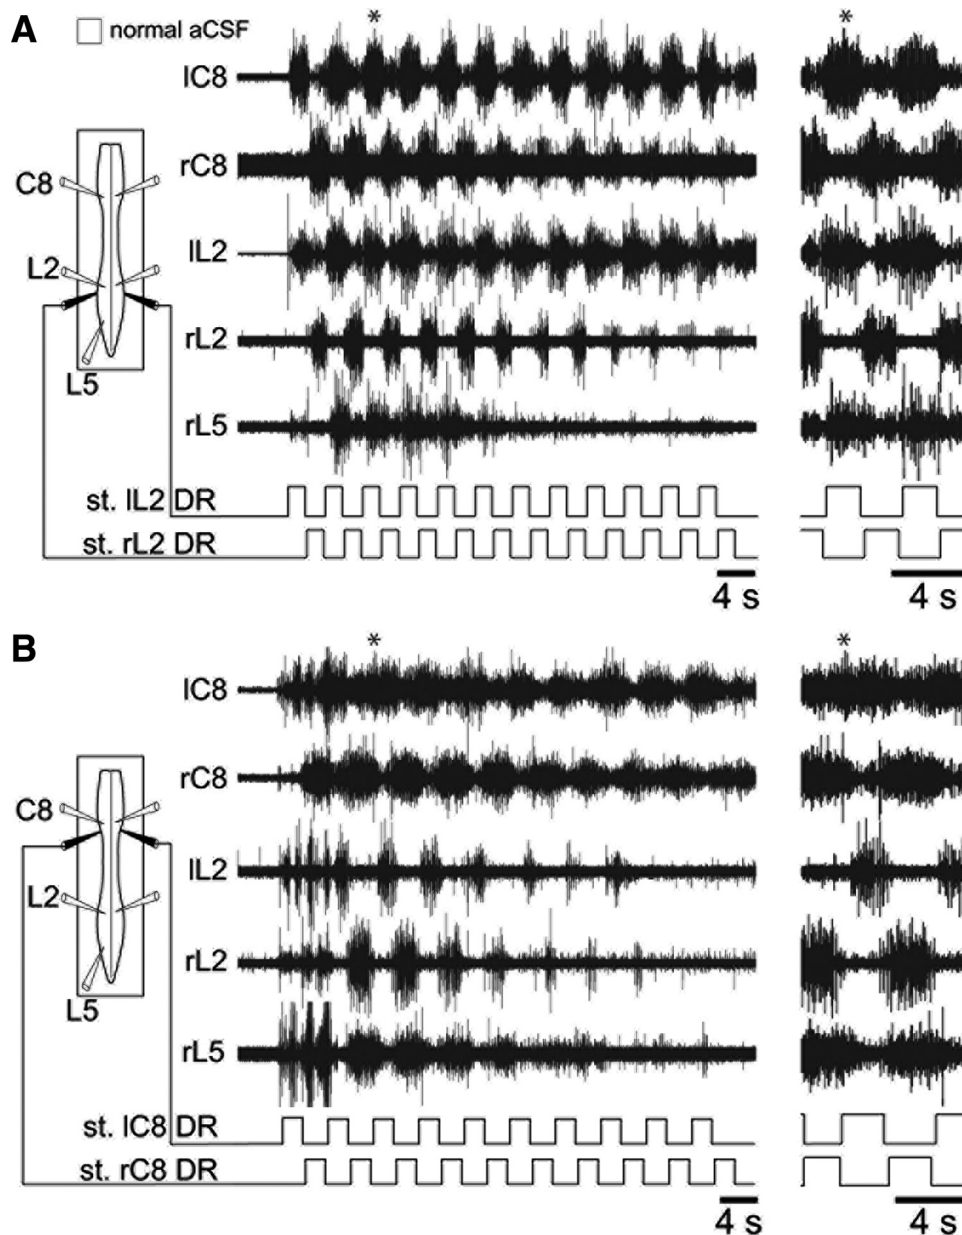 A
normal aCSF
*
*
lC8
rC8
C8
lL2
L2
rL2
L5
rL5
st. lL2 DR
st. rL2 DR
4 s
4 s
B
*
*
lC8
rC8
C8
lL2
L2
rL2
L5
rL5
st. lC8 DR
st. rC8 DR
4 s
4 s